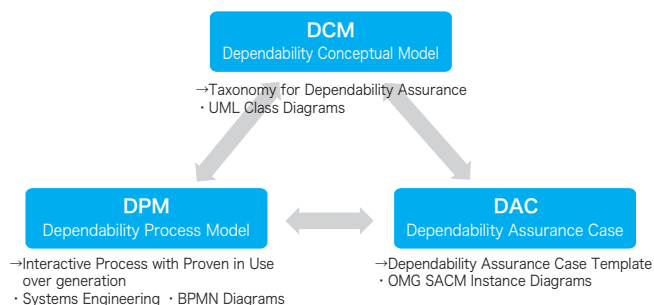 DCM
Dependability Conceptual Model
→Taxonomy for Dependability Assurance
・UML Class Diagrams
DPM
Dependability Process Model
→Interactive Process with Proven in Use
over generation
・Systems Engineering ・BPMN Diagrams
DAC
Dependability Assurance Case
→Dependability Assurance Case Template
・OMG SACM Instance Diagrams